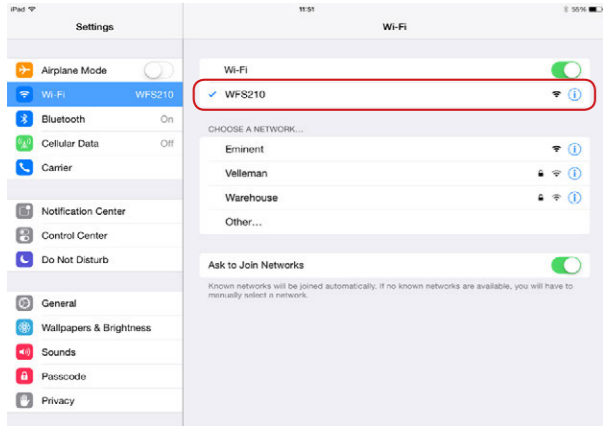 iPad 11:51 55%
Settings
Wi-Fi
Airplane Mode
Wi-Fi WFS210
Bluetooth On
Cellular Data Off
Carrier
Notification Center
Control Center
Do Not Disturb
General
Wallpapers & Brightness
Sounds
Passcode
Privacy
Wi-Fi
WFS210
CHOOSE A NETWORK...
Eminent
Velleman
Warehouse
Other...
Ask to Join Networks
Known networks will be joined automatically. If no known networks are available, you will have to
manually select a network.